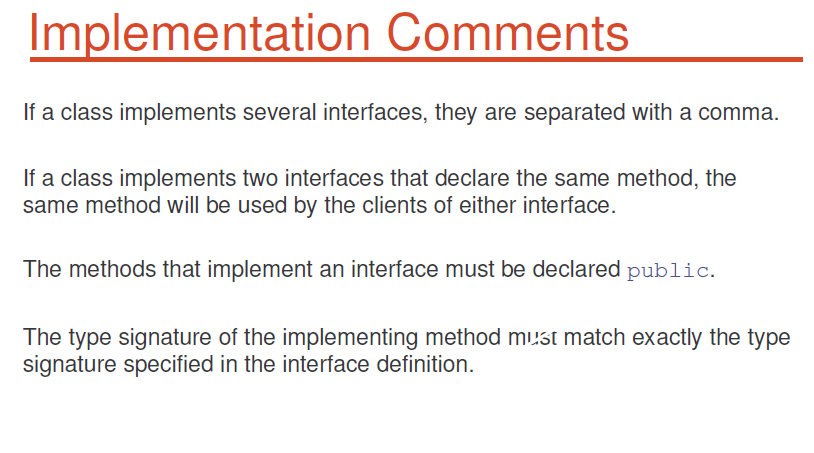 Implementation Comments
If a class implements several interfaces, they are separated with a comma.
If a class implements two interfaces that declare the same method, the
same method will be used by the clients of either interface.
The methods that implement an interface must be declared public.
The type signature of the implementing method must match exactly the type
signature specified in the interface definition.